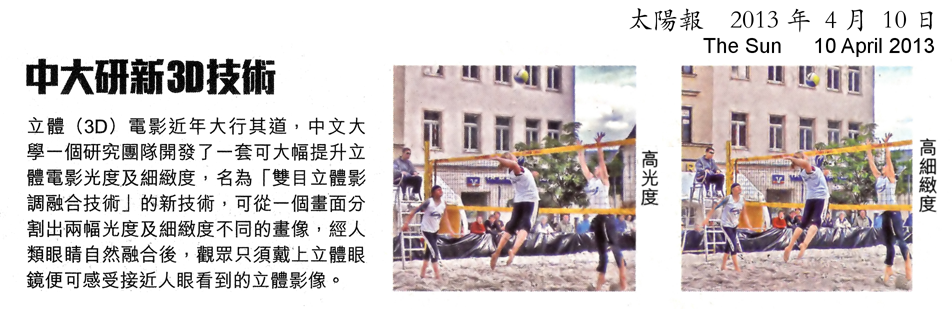 太陽報 2013 年 4 月 10 日
The Sun 10 April 2013
中大研新3D技術
立體（3D）電影近年大行其道，中文大
學一個研究團隊開發了一套可大幅提升立
體電影光度及細緻度，名為「雙目立體影
調融合技術」的新技術，可從一個畫面分
割出兩幅光度及細緻度不同的畫像，經人
類眼睛自然融合後，觀眾只須戴上立體眼
鏡便可感受接近人眼看到的立體影像。
高光度
高細緻度